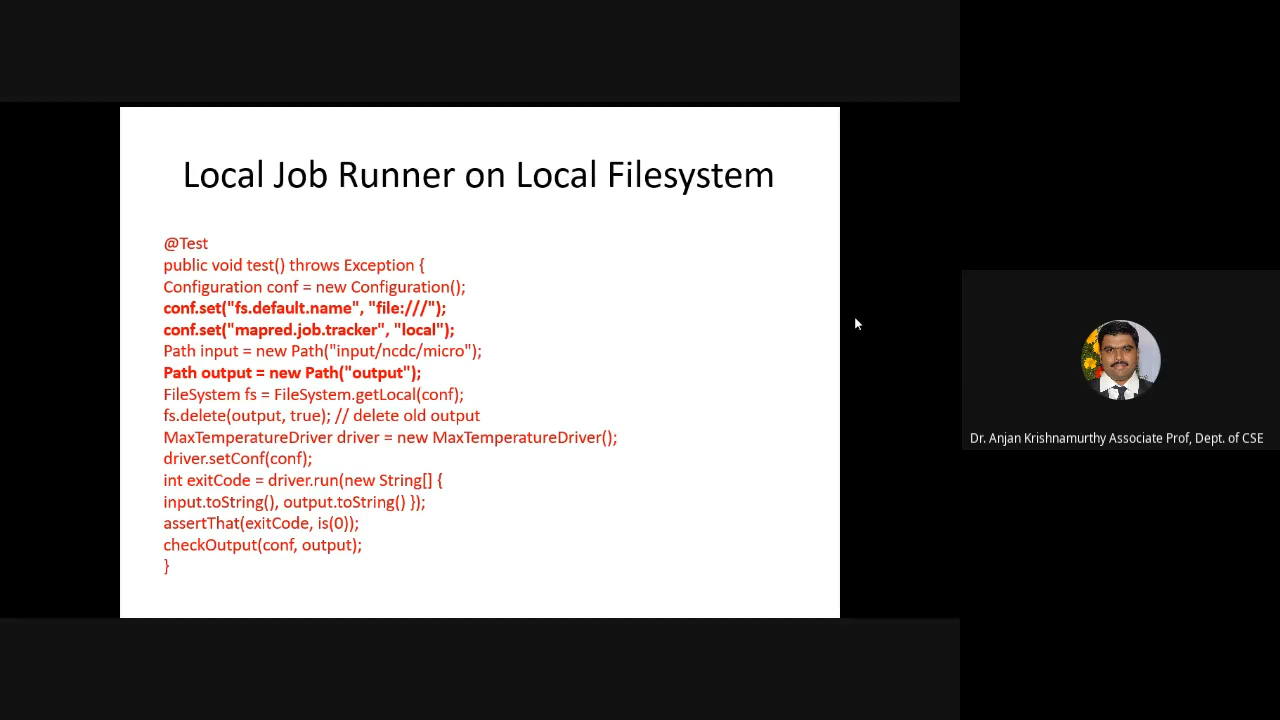 Local Job Runner on Local Filesystem
@Test
public void test() throws Exception {
Configuration conf = new Configuration();
conf.set("fs.default.name", "file:///");
conf.set("mapred.job.tracker", "local");
Path input = new Path("input/ncdc/micro");
Path output = new Path("output");
FileSystem fs = FileSystem.getLocal(conf);
fs.delete(output, true); // delete old output
MaxTemperatureDriver driver = new MaxTemperatureDriver();
driver.setConf(conf);
int exitCode = driver.run(new String[] {
input.toString(), output.toString() });
assertThat(exitCode, is(0));
checkOutput(conf, output);
}
Dr. Anjan Krishnamurthy Associate Prof, Dept. of CSE